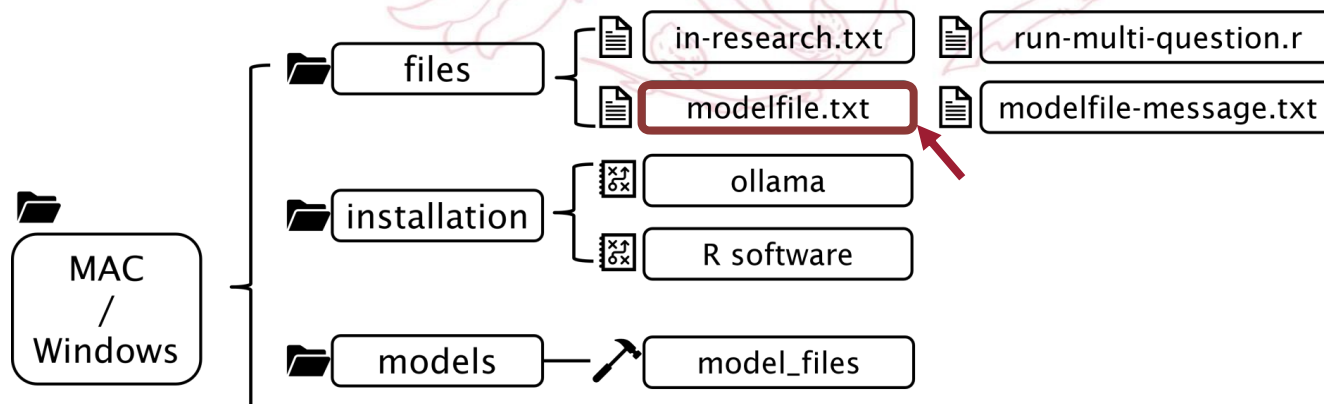 files
in-research.txt
run-multi-question.r
modelfile.txt
modelfile-message.txt
installation
ollama
R software
MAC
/
Windows
models
model_files